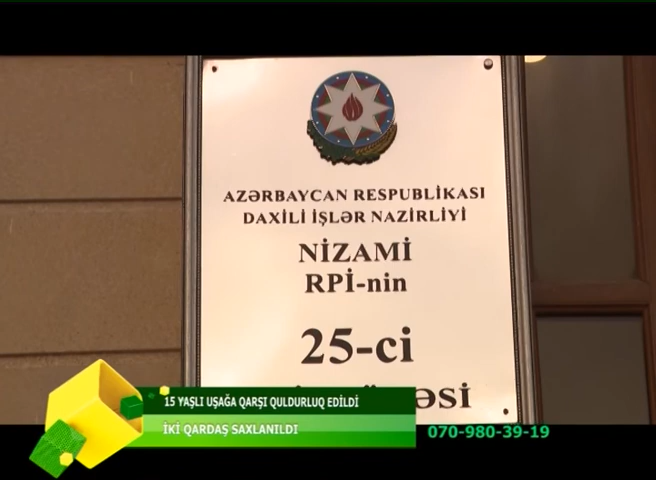 AZƏRBAYCAN RESPUBLİKASI
DAXİLİ İŞLƏR NAZİRLİYİ
NİZAMİ
RPİ-nin
25-ci
15 YAŞLI UŞAĞA QARŞI QULDURLUQ EDİLDİ
İKİ QARDAŞ SAXLANILDI
070-980-39-19